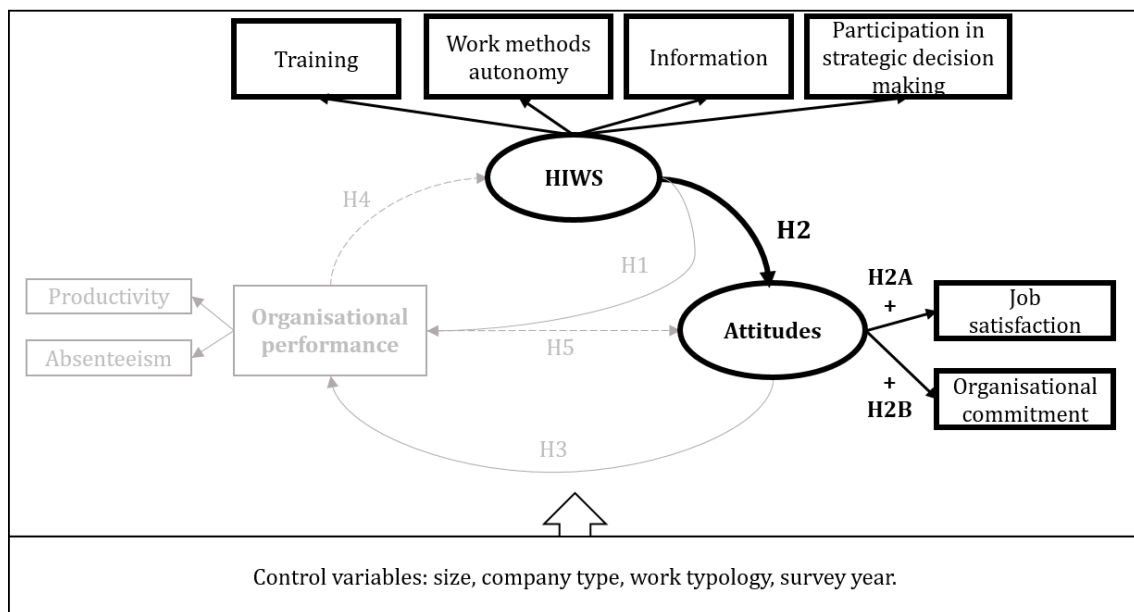 Training
Work methods
autonomy
Information
Participation in
strategic decision
making
HIWS
H4
H2
H1
H2A
+
Productivity
Absenteeism
Organisational
performance
H5
Attitudes
Job
satisfaction
+
H2B
Organisational
commitment
H3
Control variables: size, company type, work typology, survey year.